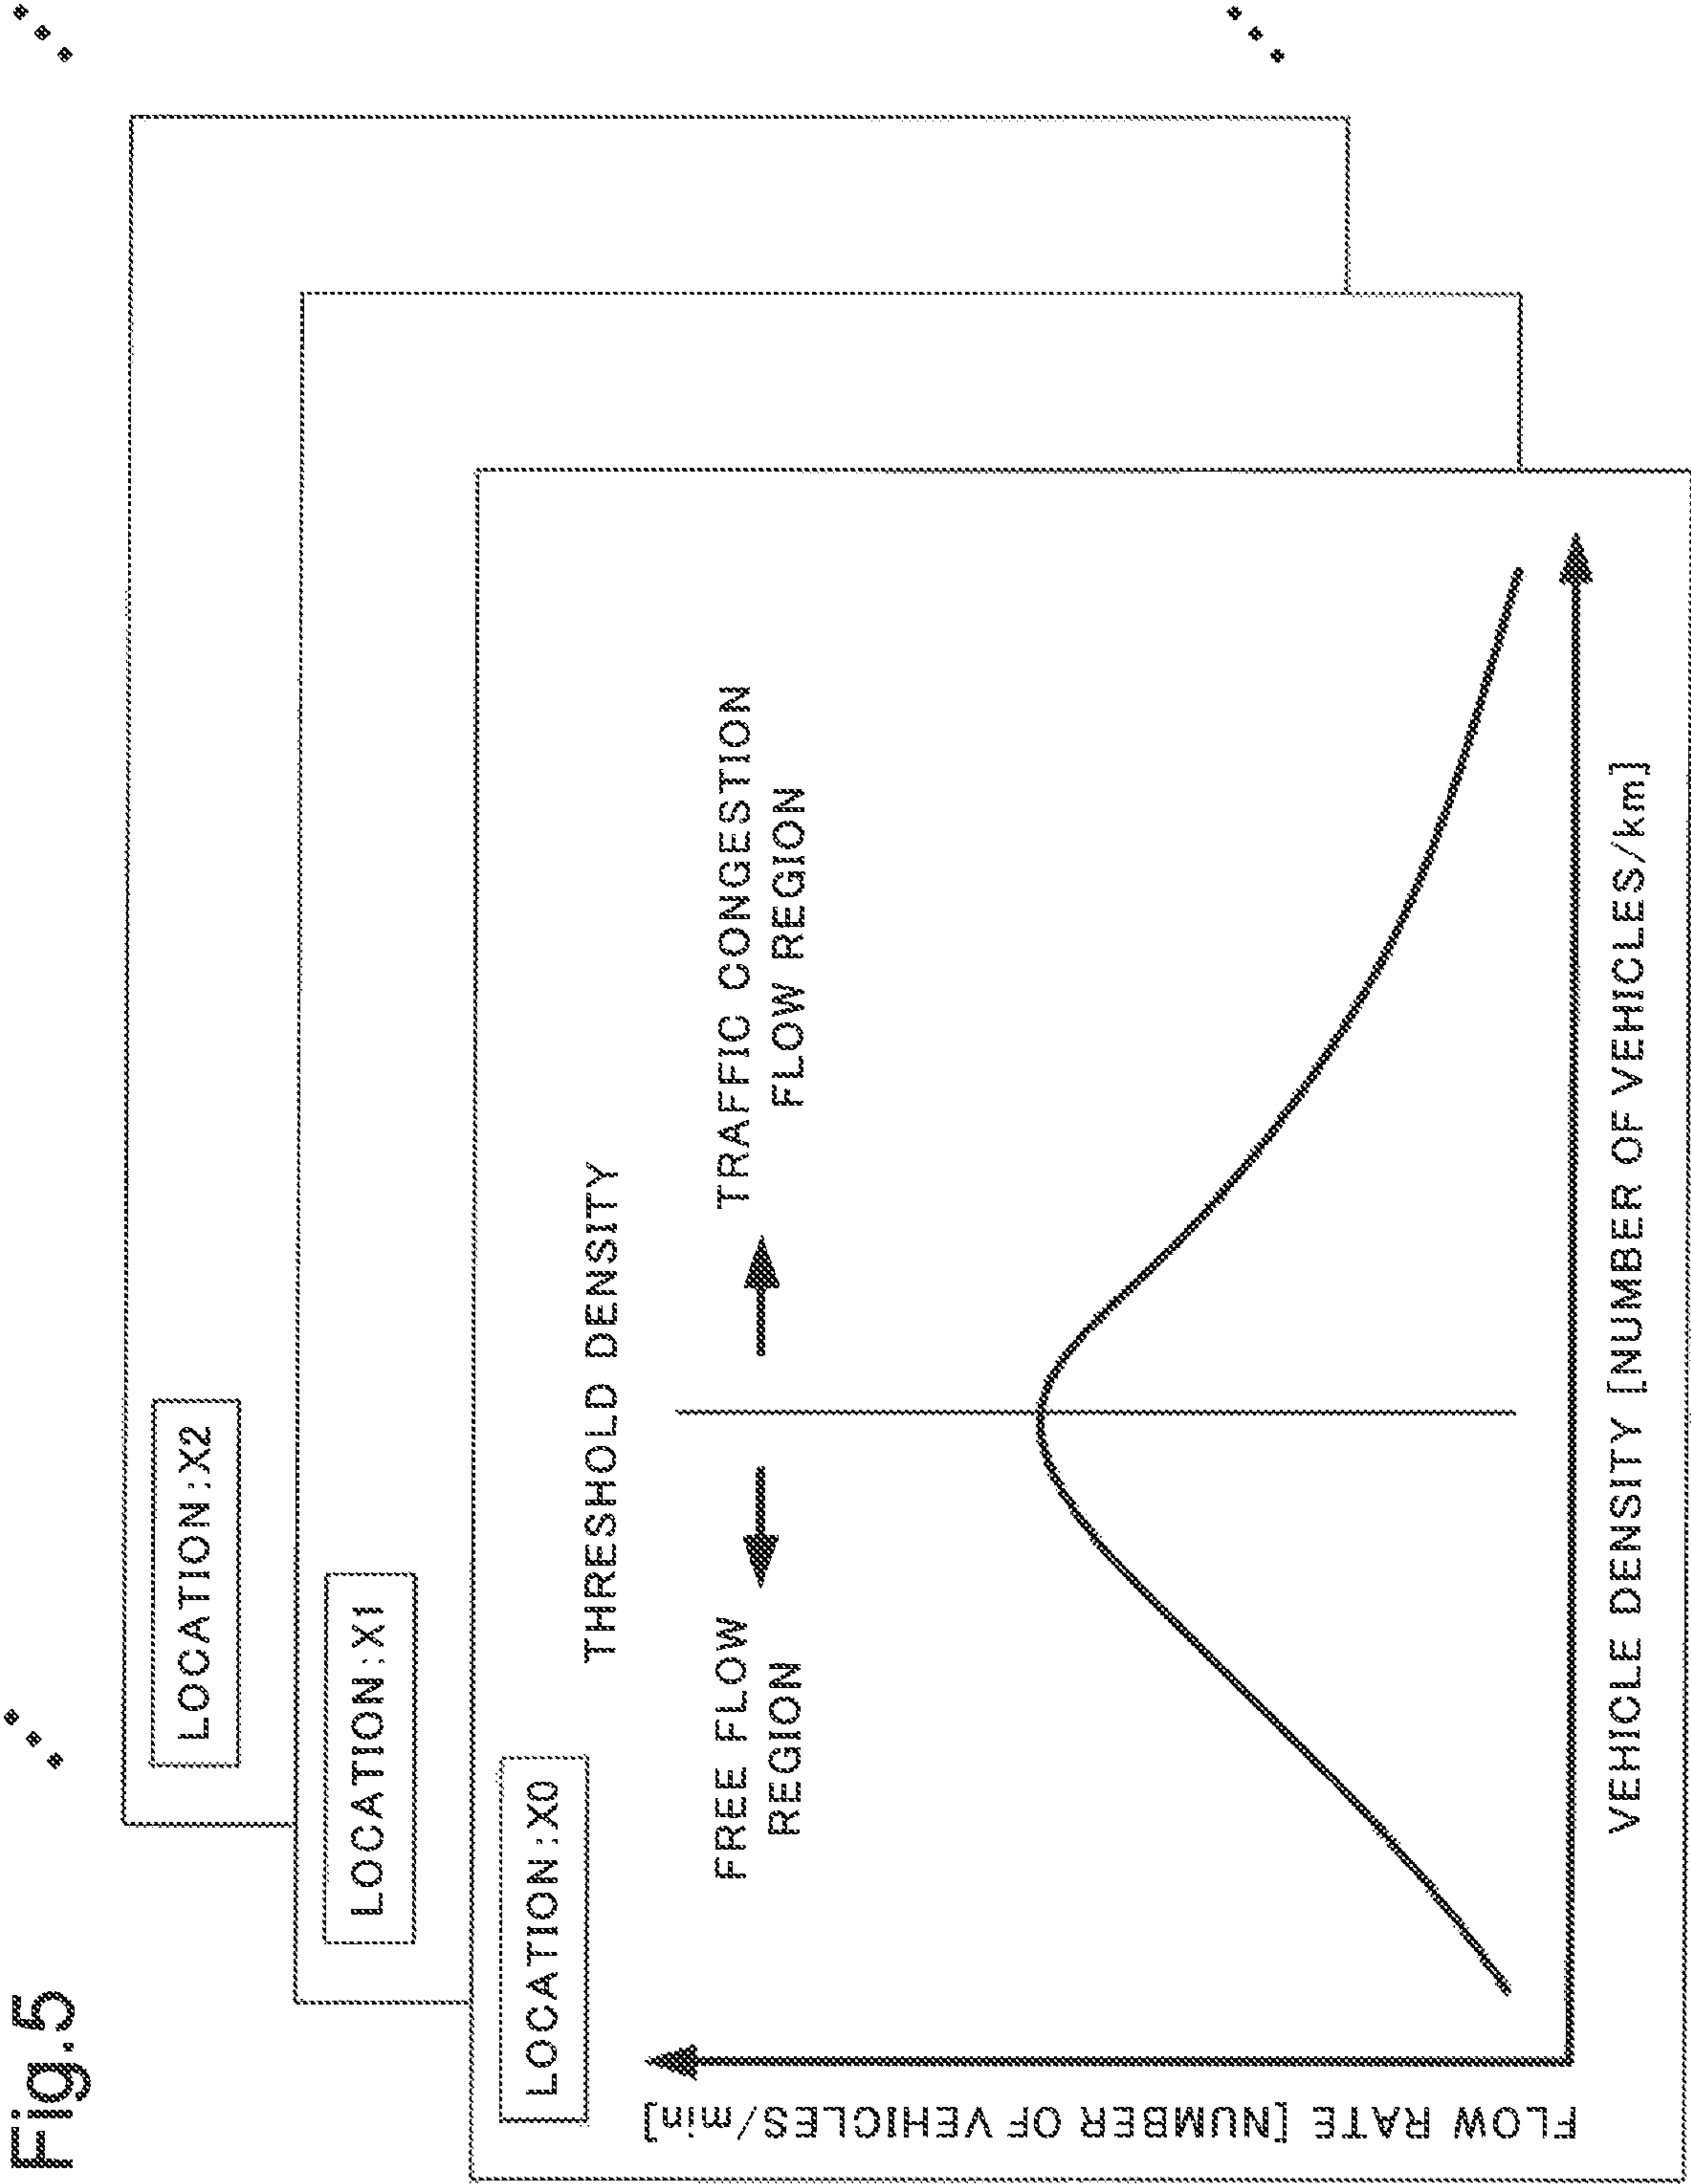 Fig.5
LOCATION:X2
LOCATION:X1
LOCATION:X0
THRESHOLD DENSITY
FREE FLOW
REGION
TRAFFIC CONGESTION
FLOW REGION
FLOW RATE [NUMBER OF VEHICLES/min]
VEHICLE DENSITY [NUMBER OF VEHICLES/km]